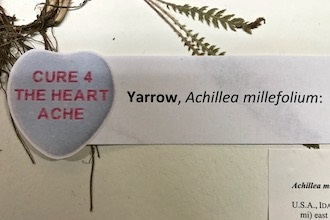 CURE 4
THE HEART
ACHE
Yarrow, Achillea millefolium:
Achillea m
U.S.A., IDA
mi) east